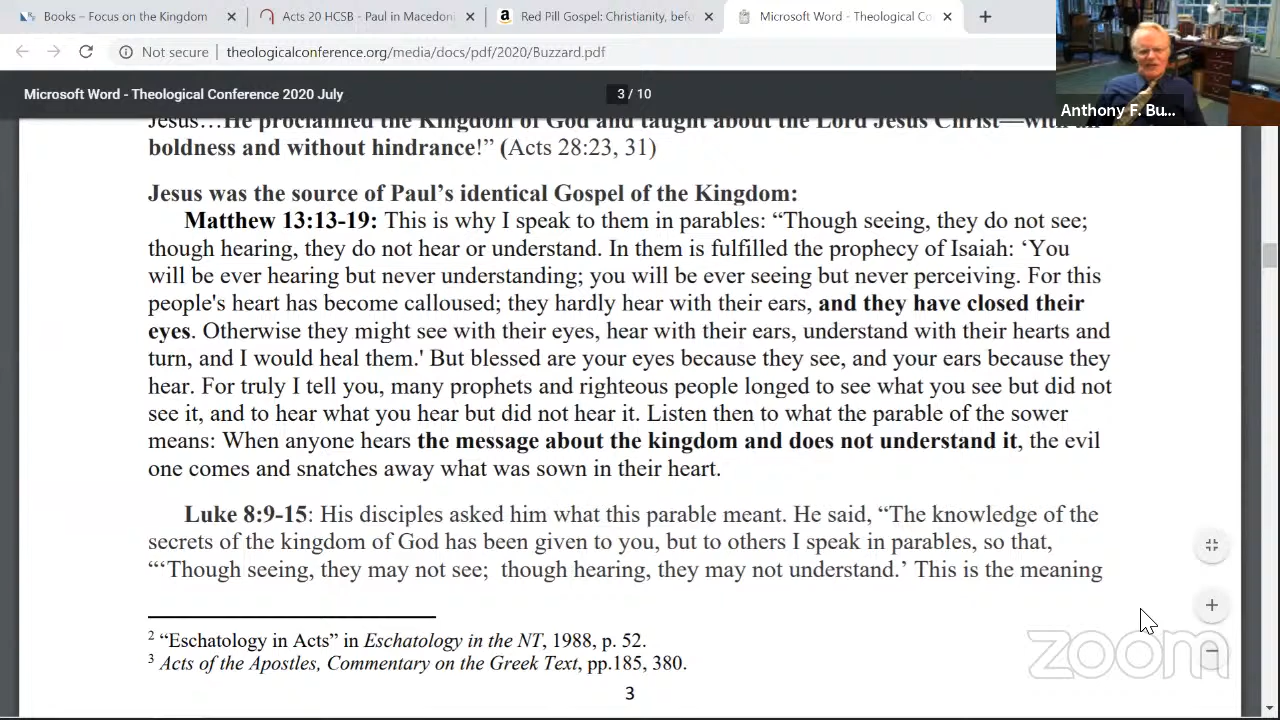 Books – Focus on the Kingdom
Acts 20 HCSB - Paul in Macedoni
Red Pill Gospel: Christianity, bef
Microsoft Word - Theological Co
Not secure | theologicalconference.org/media/docs/pdf/2020/Buzzard.pdf
Microsoft Word - Theological Conference 2020 July
3 / 10
Anthony F. Bu...
Jesus…He proclaimed the Kingdom of God and taught about the Lord Jesus Christ—with
boldness and without hindrance!” (Acts 28:23, 31)
Jesus was the source of Paul’s identical Gospel of the Kingdom:
Matthew 13:13-19: This is why I speak to them in parables: “Though seeing, they do not see;
though hearing, they do not hear or understand. In them is fulfilled the prophecy of Isaiah: ‘You
will be ever hearing but never understanding; you will be ever seeing but never perceiving. For this
people's heart has become calloused; they hardly hear with their ears, and they have closed their
eyes. Otherwise they might see with their eyes, hear with their ears, understand with their hearts and
turn, and I would heal them.' But blessed are your eyes because they see, and your ears because they
hear. For truly I tell you, many prophets and righteous people longed to see what you see but did not
see it, and to hear what you hear but did not hear it. Listen then to what the parable of the sower
means: When anyone hears the message about the kingdom and does not understand it, the evil
one comes and snatches away what was sown in their heart.
Luke 8:9-15: His disciples asked him what this parable meant. He said, “The knowledge of the
secrets of the kingdom of God has been given to you, but to others I speak in parables, so that,
“‘Though seeing, they may not see; though hearing, they may not understand.’ This is the meaning
2 “Eschatology in Acts” in Eschatology in the NT, 1988, p. 52.
3 Acts of the Apostles, Commentary on the Greek Text, pp.185, 380.
3
zoom